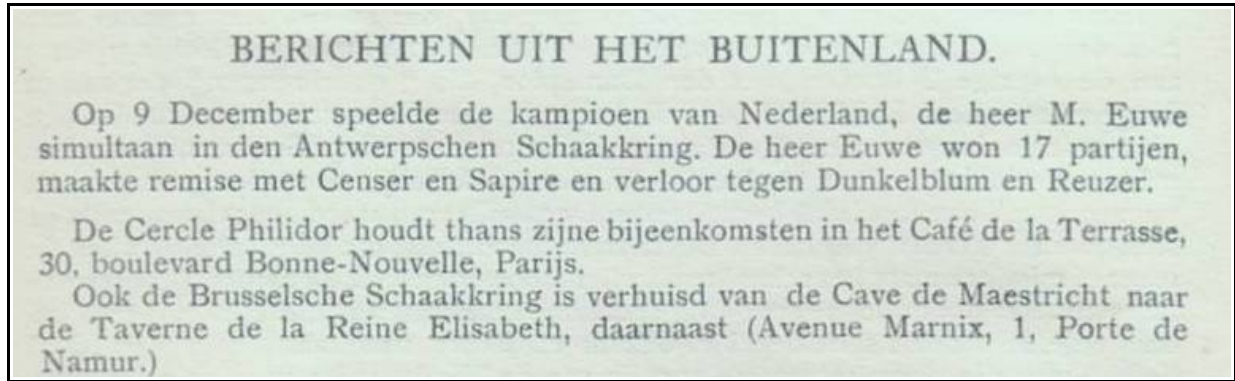 BERICHTEN UIT HET BUITENLAND.
Op 9 December speelde de kampioen van Nederland, de heer M. Euwe
simultaan in den Antwerpschen Schaakkring. De heer Euwe won 17 partijen,
maakte remise met Censer en Sapire en verloor tegen Dunkelblum en Reuzer.
De Cercle Philidor houdt thans zijne bijeenkomsten in het Café de la Terrasse,
30, boulevard Bonne-Nouvelle, Parijs.
Ook de Brusselsche Schaakkring is verhuisd van de Cave de Maestricht naar
de Taverne de la Reine Elisabeth, daarnaast (Avenue Marnix, 1, Porte de
Namur.)